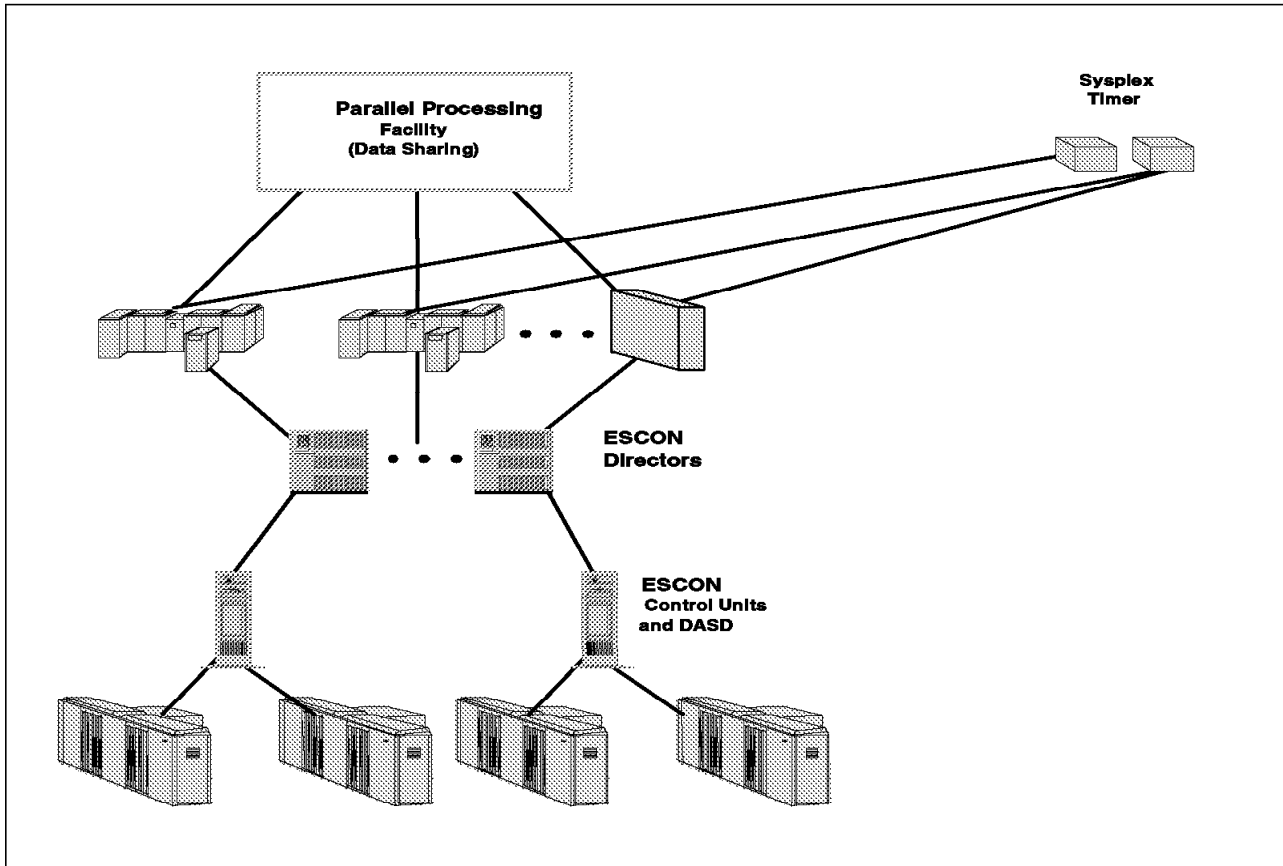 Parallel Processing
Facility
(Data Sharing)
Sysplex
Timer
ESCON
Directors
ESCON
Control Units
and DASD